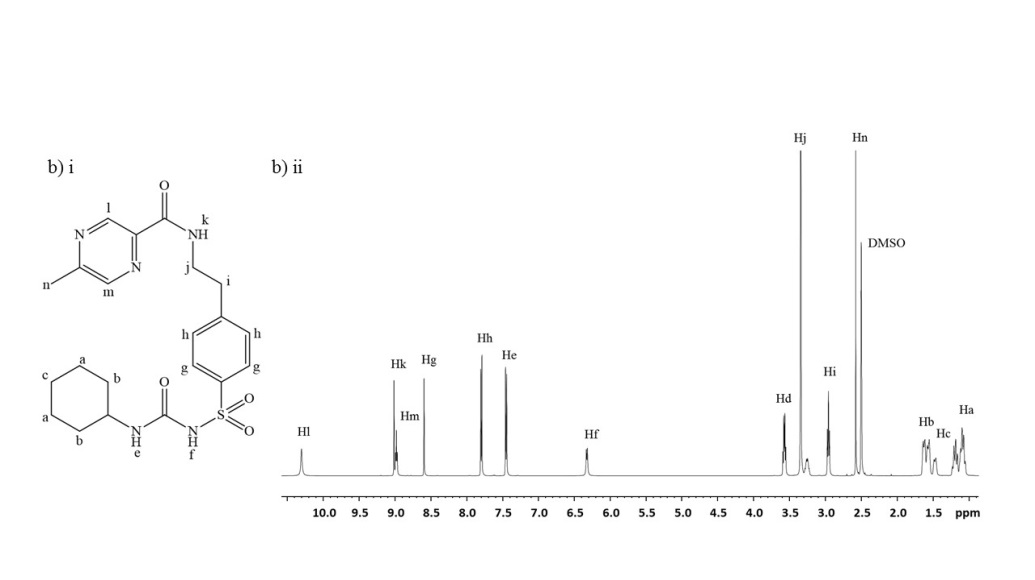 b) i
O
l
k
N
NH
N
j
i
n
m
h
h
g
g
a
c
b
a
b
O
O
S
O
N
H
e
N
H
f
b) ii
Hj
Hn
DMSO
Hh
He
Hk
Hg
Hi
Hd
Hm
Hb
Ha
Hc
Hl
Hf
10.0 9.5 9.0 8.5 8.0 7.5 7.0 6.5 6.0 5.5 5.0 4.5 4.0 3.5 3.0 2.5 2.0 1.5 ppm